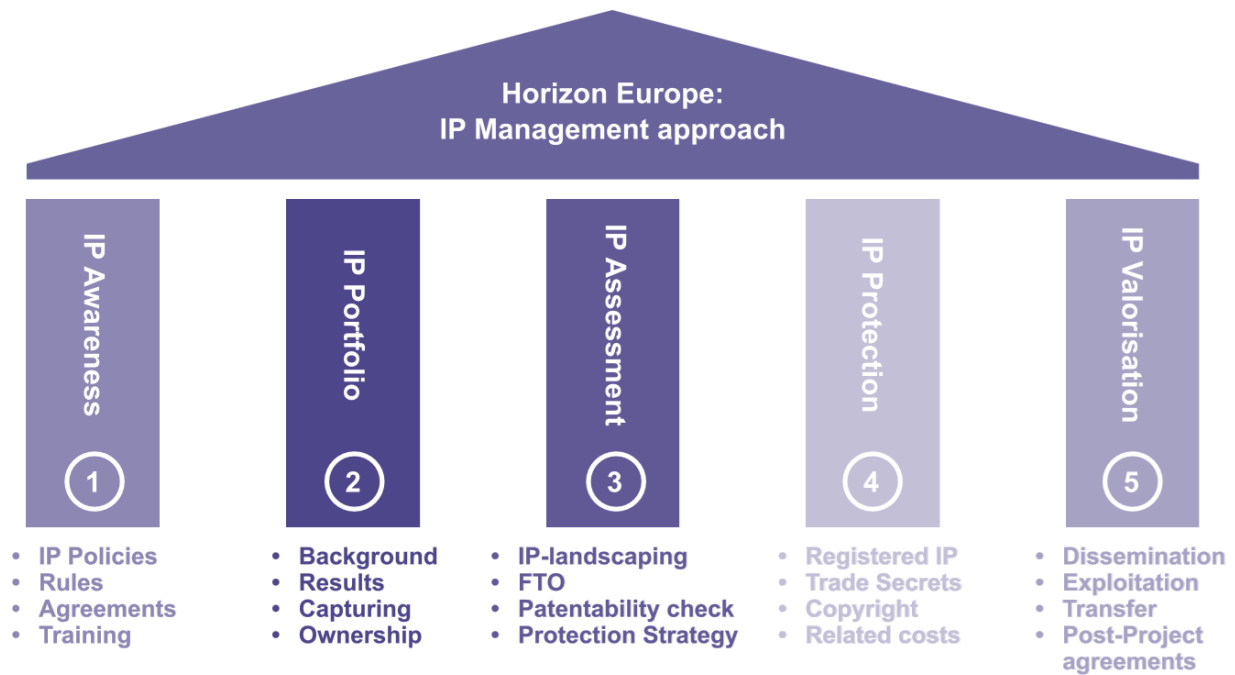 Horizon Europe:
IP Management approach
IP Awareness
1
• IP Policies
• Rules
• Agreements
• Training
IP Portfolio
2
• Background
• Results
• Capturing
• Ownership
IP Assessment
3
• IP-landscaping
• FTO
• Patentability check
• Protection Strategy
IP Protection
4
• Registered IP
• Trade Secrets
• Copyright
• Related costs
IP Valorisation
5
• Dissemination
• Exploitation
• Transfer
• Post-Project
agreements